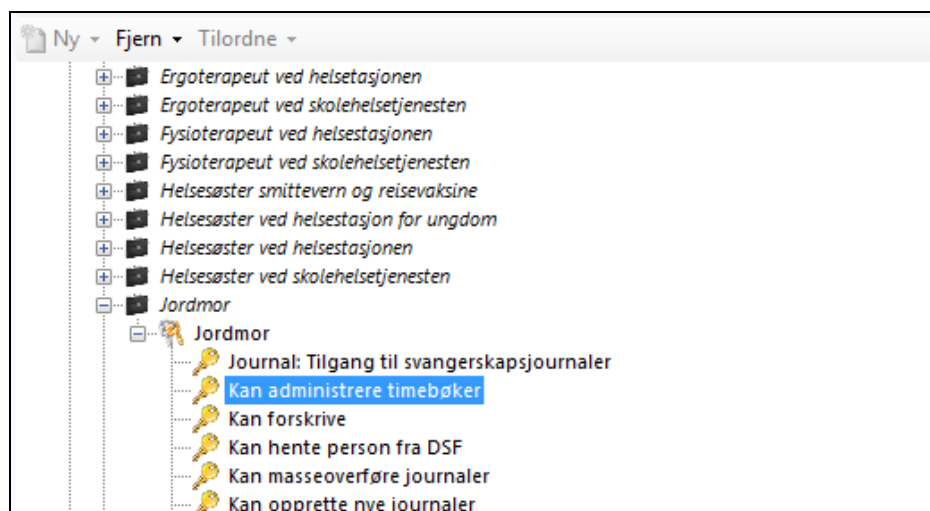 Ny Fjern Tilordne
Ergoterapeut ved helsetasjonen
Ergoterapeut ved skolehelsetjenesten
Fysioterapeut ved helsestasjonen
Fysioterapeut ved skolehelsetjenesten
Helsesøster smittevern og reisevaksine
Helsesøster ved helsestasjon for ungdom
Helsesøster ved helsestasjonen
Helsesøster ved skolehelsetjenesten
Jordmor
Jordmor
Journal: Tilgang til svangerskapsjournaler
Kan administrere timebøker
Kan forskrive
Kan hente person fra DSF
Kan masseoverføre journaler
Kan opprette nye journaler